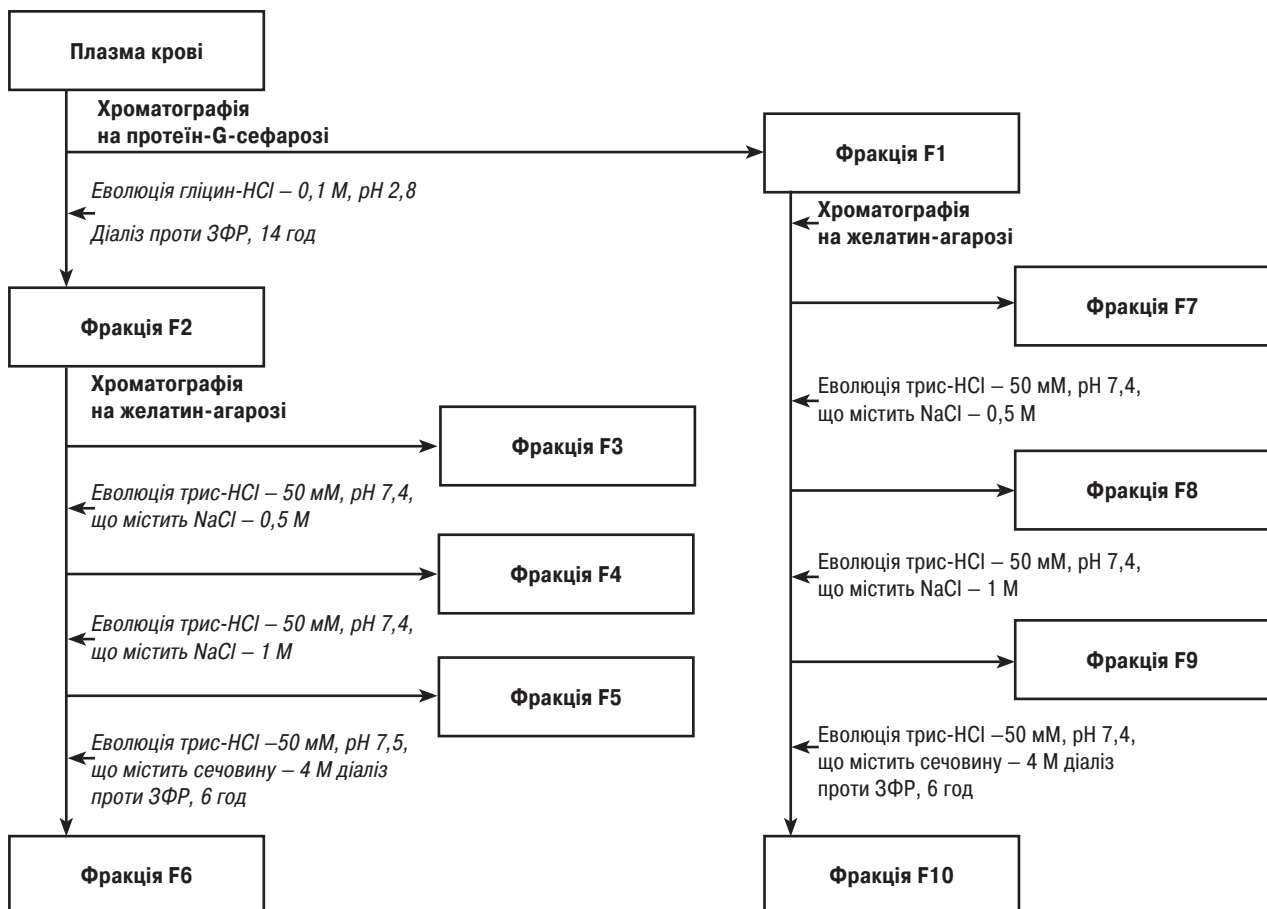 Плазма крові
Хроматографія
на протеїн-G-сефарозі
Фракція F1
Еволюція гліцин-HCl – 0,1 М, pH 2,8
Діаліз проти ЗФР, 14 год
Хроматографія
на желатин-агарозі
Фракція F7
Фракція F2
Хроматографія
на желатин-агарозі
Еволюція трис-HCl – 50 мМ, pH 7,4,
що містить NaCl – 0,5 М
Фракція F3
Еволюція трис-HCl – 50 мМ, pH 7,4,
що містить NaCl – 0,5 М
Фракція F8
Фракція F4
Еволюція трис-HCl – 50 мМ, pH 7,4,
що містить NaCl – 1 М
Еволюція трис-HCl – 50 мМ, pH 7,4,
що містить NaCl – 1 М
Фракція F9
Фракція F5
Еволюція трис-HCl –50 мМ, pH 7,5,
що містить сечовину – 4 М діаліз
проти ЗФР, 6 год
Еволюція трис-HCl –50 мМ, pH 7,4,
що містить сечовину – 4 М діаліз
проти ЗФР, 6 год
Фракція F6
Фракція F10